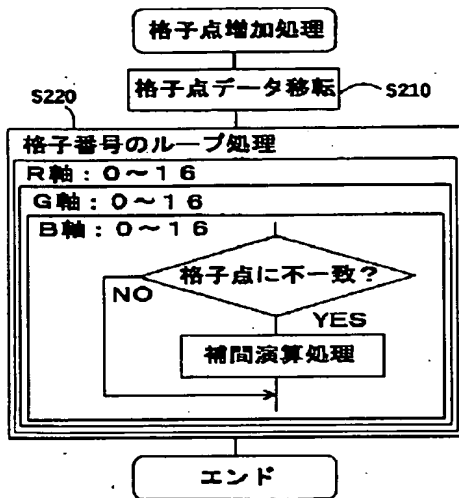 格子点増加処理
格子点データ移転
S210
S220
格子番号のループ処理
R軸：0～16
G軸：0～16
B軸：0～16
格子点に不一致？
NO
YES
補間演算処理
エンド